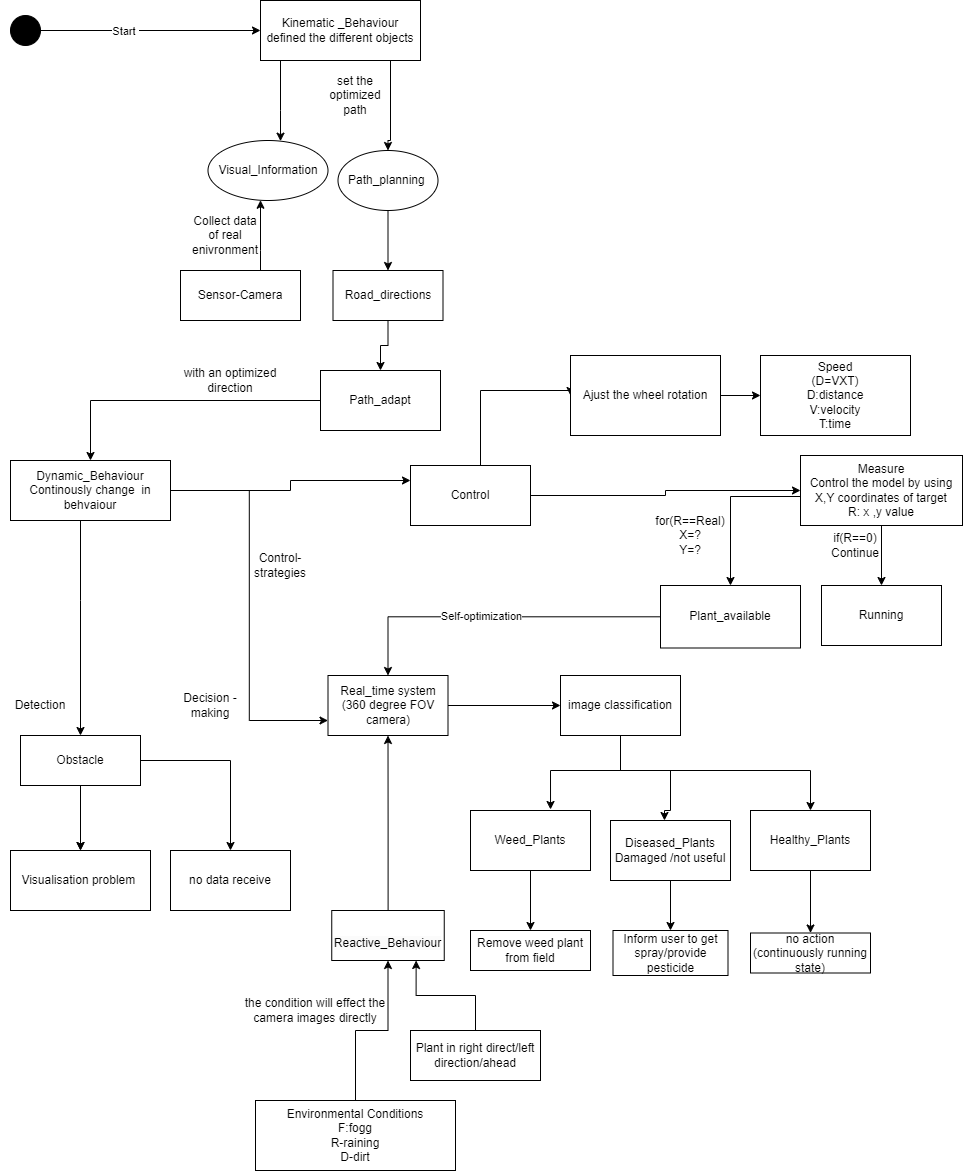 Start
Kinematic _Behaviour
defined the different objects
set the
optimized
path
Visual_Information
Path_planning
Collect data
of real
enivronment
Sensor-Camera
Road_directions
with an optimized
direction
Path_adapt
Ajust the wheel rotation
Speed
(D=VXT)
D:distance
V:velocity
T:time
Dynamic_Behaviour
Continously change  in
behvaiour
Control
Measure
Control the model by using
X,Y coordinates of target
R: x ,y value
for(R==Real)
X=?
Y=?
if(R==0)
Continue
Control-
strategies
Plant_available
Running
Self-optimization
Detection
Decision -
making
Real_time system
(360 degree FOV
camera)
image classification
Obstacle
Weed_Plants
Diseased_Plants
Damaged /not useful
Healthy_Plants
Visualisation problem
no data receive
Reactive_Behaviour
Remove weed plant
from field
Inform user to get
spray/provide
pesticide
no action
(continuously running
state)
the condition will effect the
camera images directly
Plant in right direct/left
direction/ahead
Environmental Conditions
F:fogg
R-raining
D-dirt